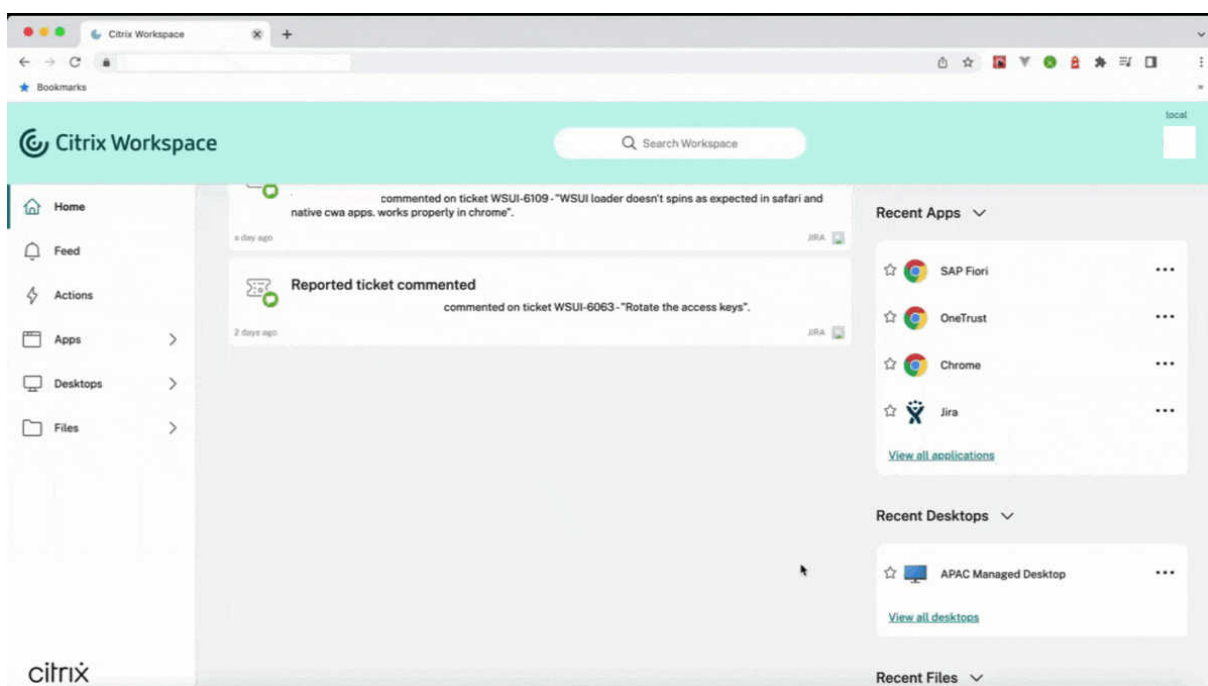 Citrix Workspace
Bookmarks
local
Citrix Workspace
Search Workspace
Home
Feed
Actions
Apps
Desktops
Files
citrix
commented on ticket WSUI-6109 - "WSUI loader doesn't spins as expected in safari and
native cwa apps. works properly in chrome".
a day ago
JIRA
Reported ticket commented
commented on ticket WSUI-6063 - "Rotate the access keys".
2 days ago
JIRA
Recent Apps
SAP Fiori
OneTrust
Chrome
Jira
View all applications
Recent Desktops
APAC Managed Desktop
View all desktops
Recent Files